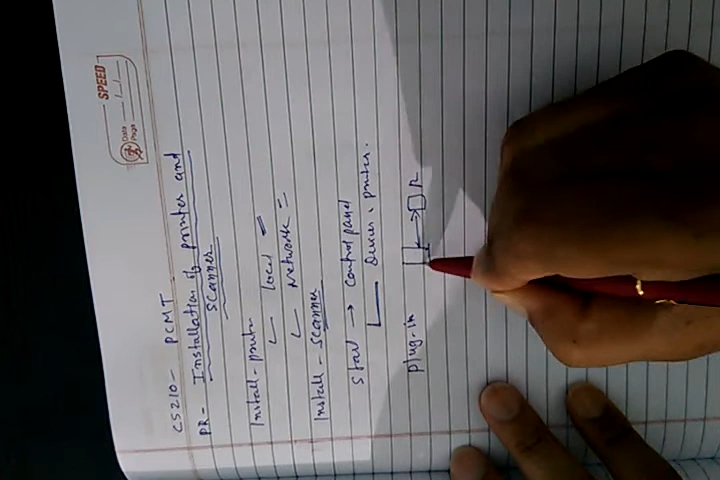 SPEED
Date
Page
CS210 - PCMT
PR - Installation of printer and
scanner
Install - printer
Local
Network =
Install - scanner
Start → control panel
Devices & printer.
plug-in